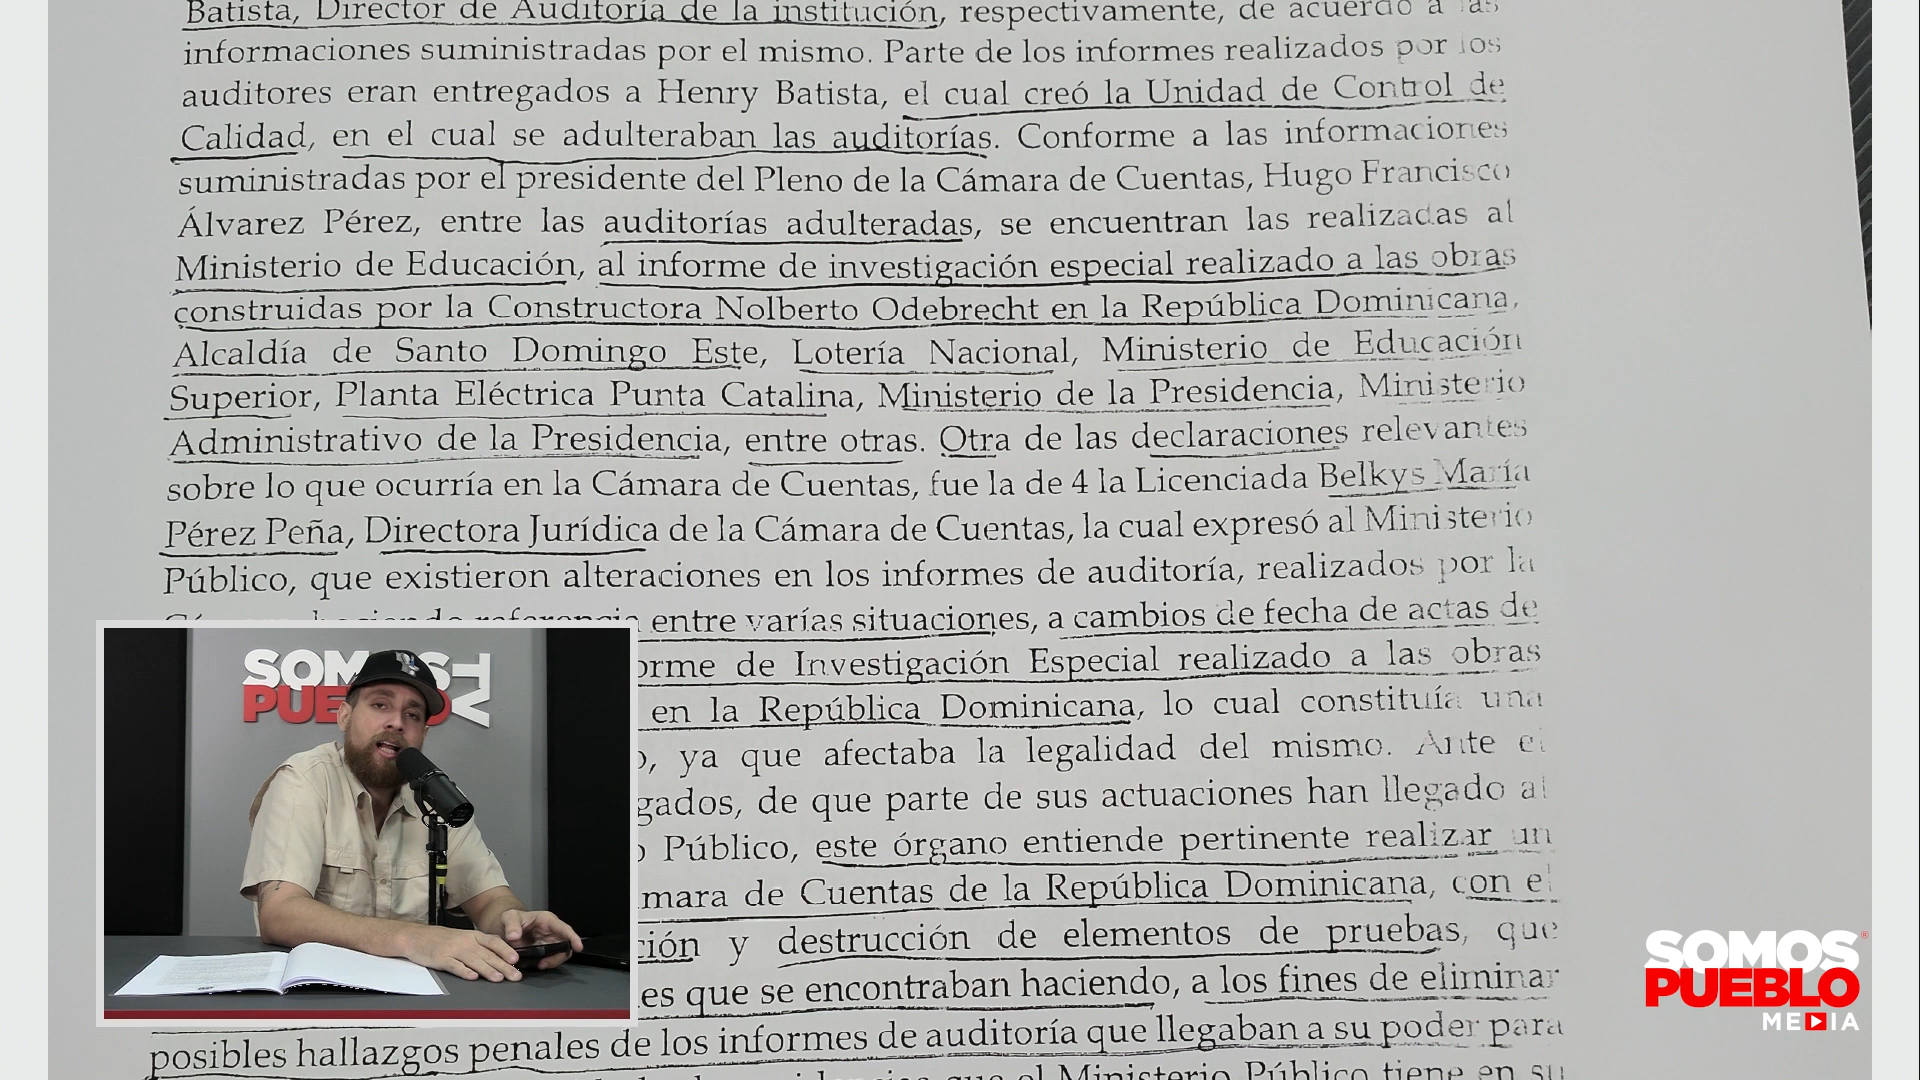 Batista, Director de Auditoría de la institución, respectivamente, de acuerdo a las
informaciones suministradas por el mismo. Parte de los informes realizados por los
auditores eran entregados a Henry Batista, el cual creó la Unidad de Control de
Calidad, en el cual se adulteraban las auditorías. Conforme a las informaciones
suministradas por el presidente del Pleno de la Cámara de Cuentas, Hugo Francisco
Álvarez Pérez, entre las auditorías adulteradas, se encuentran las realizadas al
Ministerio de Educación, al informe de investigación especial realizado a las obras
construidas por la Constructora Nolberto Odebrecht en la República Dominicana,
Alcaldía de Santo Domingo Este, Lotería Nacional, Ministerio de Educación
Superior, Planta Eléctrica Punta Catalina, Ministerio de la Presidencia, Ministerio
Administrativo de la Presidencia, entre otras. Otra de las declaraciones relevantes
sobre lo que ocurría en la Cámara de Cuentas, fue la de 4 la Licenciada Belkys María
Pérez Peña, Directora Jurídica de la Cámara de Cuentas, la cual expresó al Ministerio
Público, que existieron alteraciones en los informes de auditoría, realizados por la
entre varías situaciones, a cambios de fecha de actas de
orme de Investigación Especial realizado a las obras
en la República Dominicana, lo cual constituía una
o, ya que afectaba la legalidad del mismo. Ante el
gados, de que parte de sus actuaciones han llegado al
o Público, este órgano entiende pertinente realizar un
mara de Cuentas de la República Dominicana, con el
ción y destrucción de elementos de pruebas, que
es que se encontraban haciendo, a los fines de eliminar
posibles hallazgos penales de los informes de auditoría que llegaban a su poder para
que el Ministerio Público tiene en su
SOMOS
PUEBLO
TV
SOMOS®
PUEBLO
MEDIA